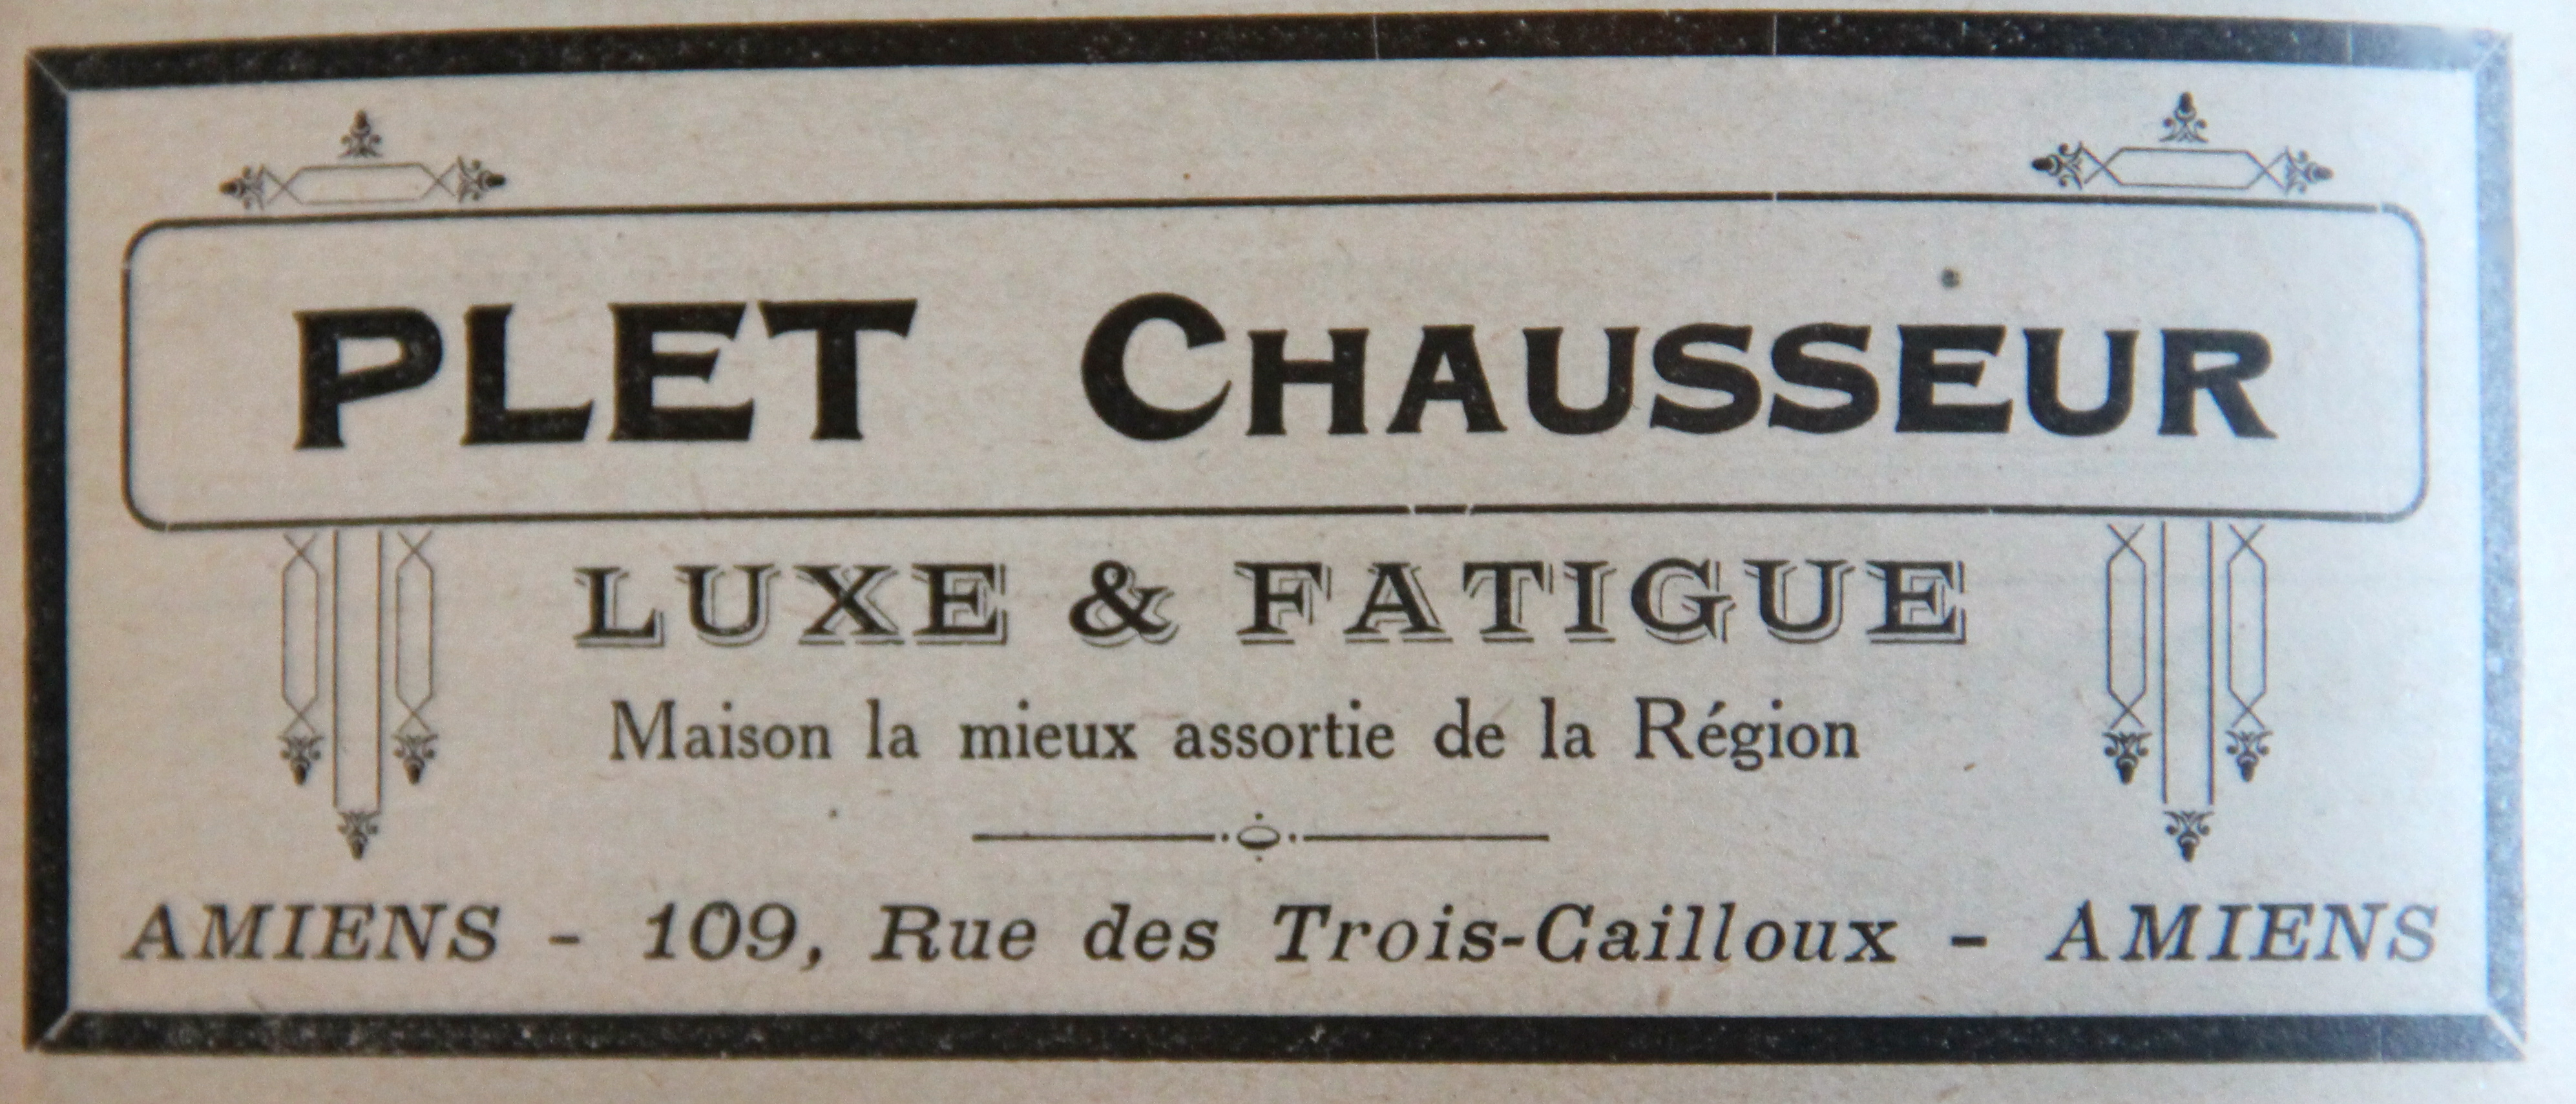 PLET CHAUSSEUR
LUXE & FATIGUE
Maison la mieux assortie de la Région
AMIENS - 109, Rue des Trois-Cailloux - AMIENS